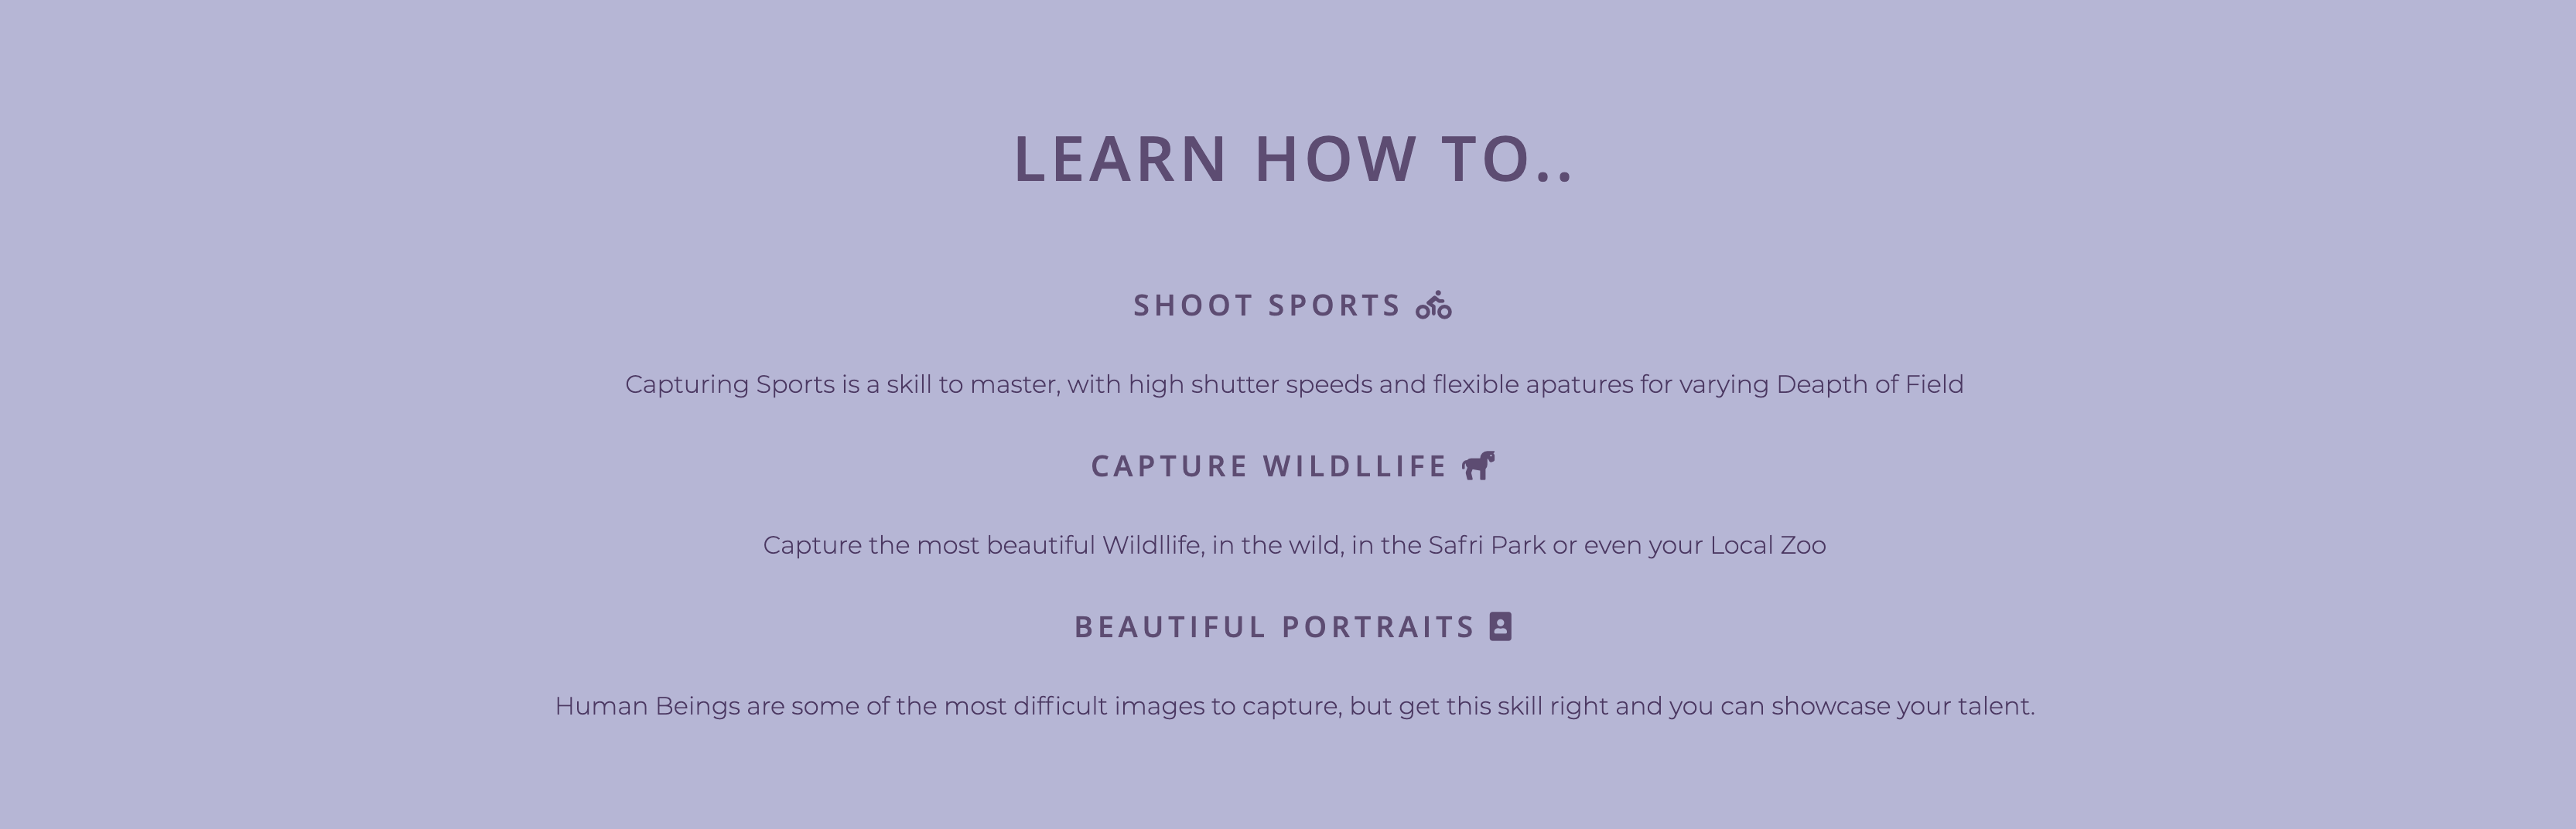 LEARN HOW TO..
SHOOT SPORTS
Capturing Sports is a skill to master, with high shutter speeds and flexible apatures for varying Deapth of Field
CAPTURE WILDLLIFE
Capture the most beautiful Wildllife, in the wild, in the Safri Park or even your Local Zoo
BEAUTIFUL PORTRAITS
Human Beings are some of the most difficult images to capture, but get this skill right and you can showcase your talent.